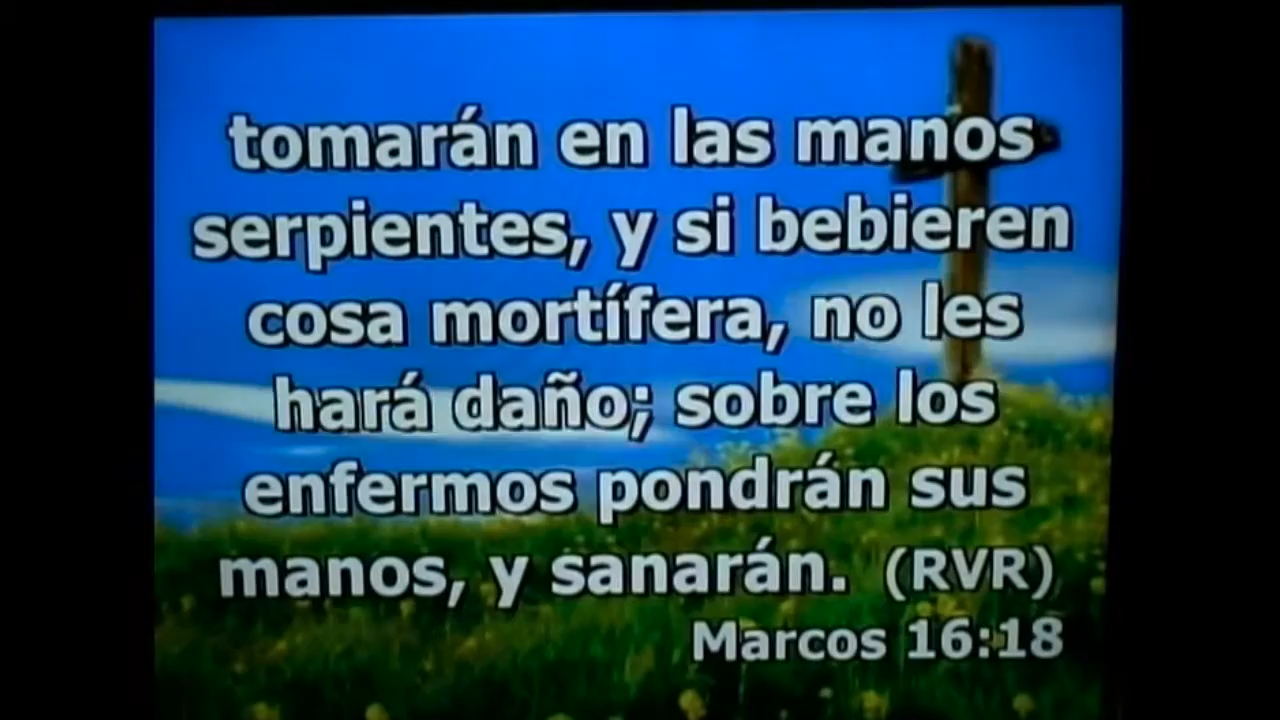 tomarán en las manos
serpientes, y si bebieren
cosa mortífera, no les
hará daño; sobre los
enfermos pondrán sus
manos, y sanarán. (RVR)
Marcos 16:18